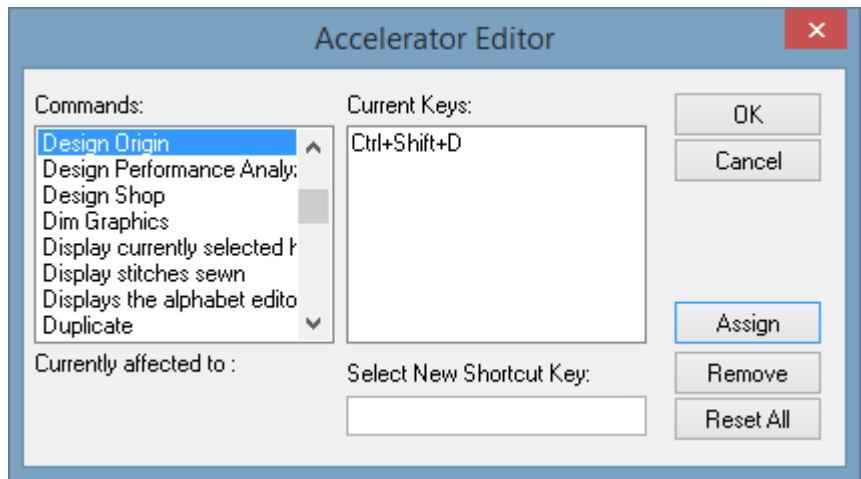 Accelerator Editor
Commands:
Design Origin
Design Performance Analy
Design Shop
Dim Graphics
Display currently selected
Display stitches sewn
Displays the alphabet edito
Duplicate
Currently affected to :
Current Keys:
Ctrl+Shift+D
Select New Shortcut Key:
OK
Cancel
Assign
Remove
Reset All